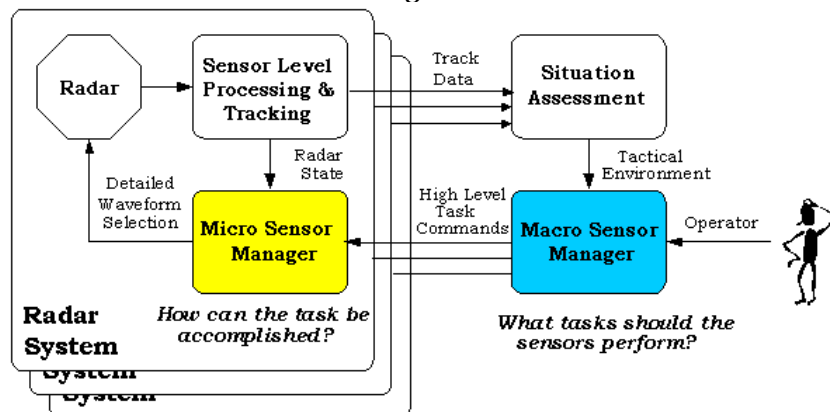 Radar
Sensor Level
Processing &
Tracking
Track
Data
Situation
Assessment
Detailed
Waveform
Selection
Radar
State
Tactical
Environment
Micro Sensor
Manager
High Level
Task
Commands
Macro Sensor
Manager
Operator
How can the task be
accomplished?
What tasks should the
sensors perform?
Radar
System
System
System